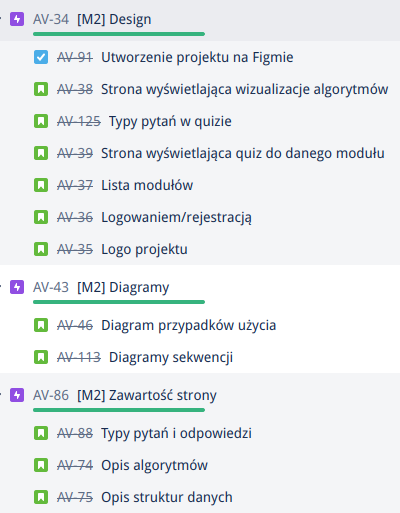 AV-34 [M2] Design
AV-91 Utworzenie projektu na Figmie
AV-38 Strona wyświetlająca wizualizacje algorytmów
AV-125 Typy pytań w quizie
AV-39 Strona wyświetlająca quiz do danego modułu
AV-37 Lista modułów
AV-36 Logowaniem/rejestracją
AV-35 Logo projektu
AV-43 [M2] Diagramy
AV-46 Diagram przypadków użycia
AV-113 Diagramy sekwencji
AV-86 [M2] Zawartość strony
AV-88 Typy pytań i odpowiedzi
AV-74 Opis algorytmów
AV-75 Opis struktur danych